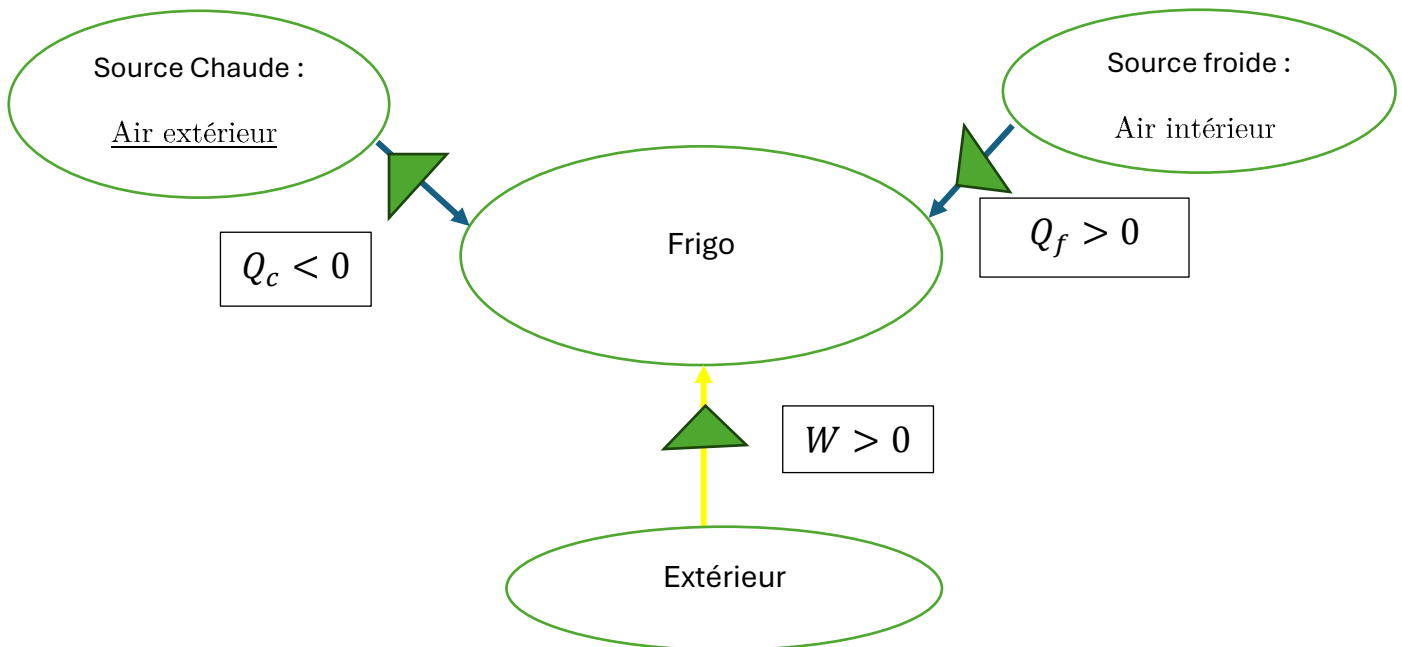 Source Chaude :
Air extérieur
Source froide :
Air intérieur
Frigo
Q_c < 0
Q_f > 0
W > 0
Extérieur